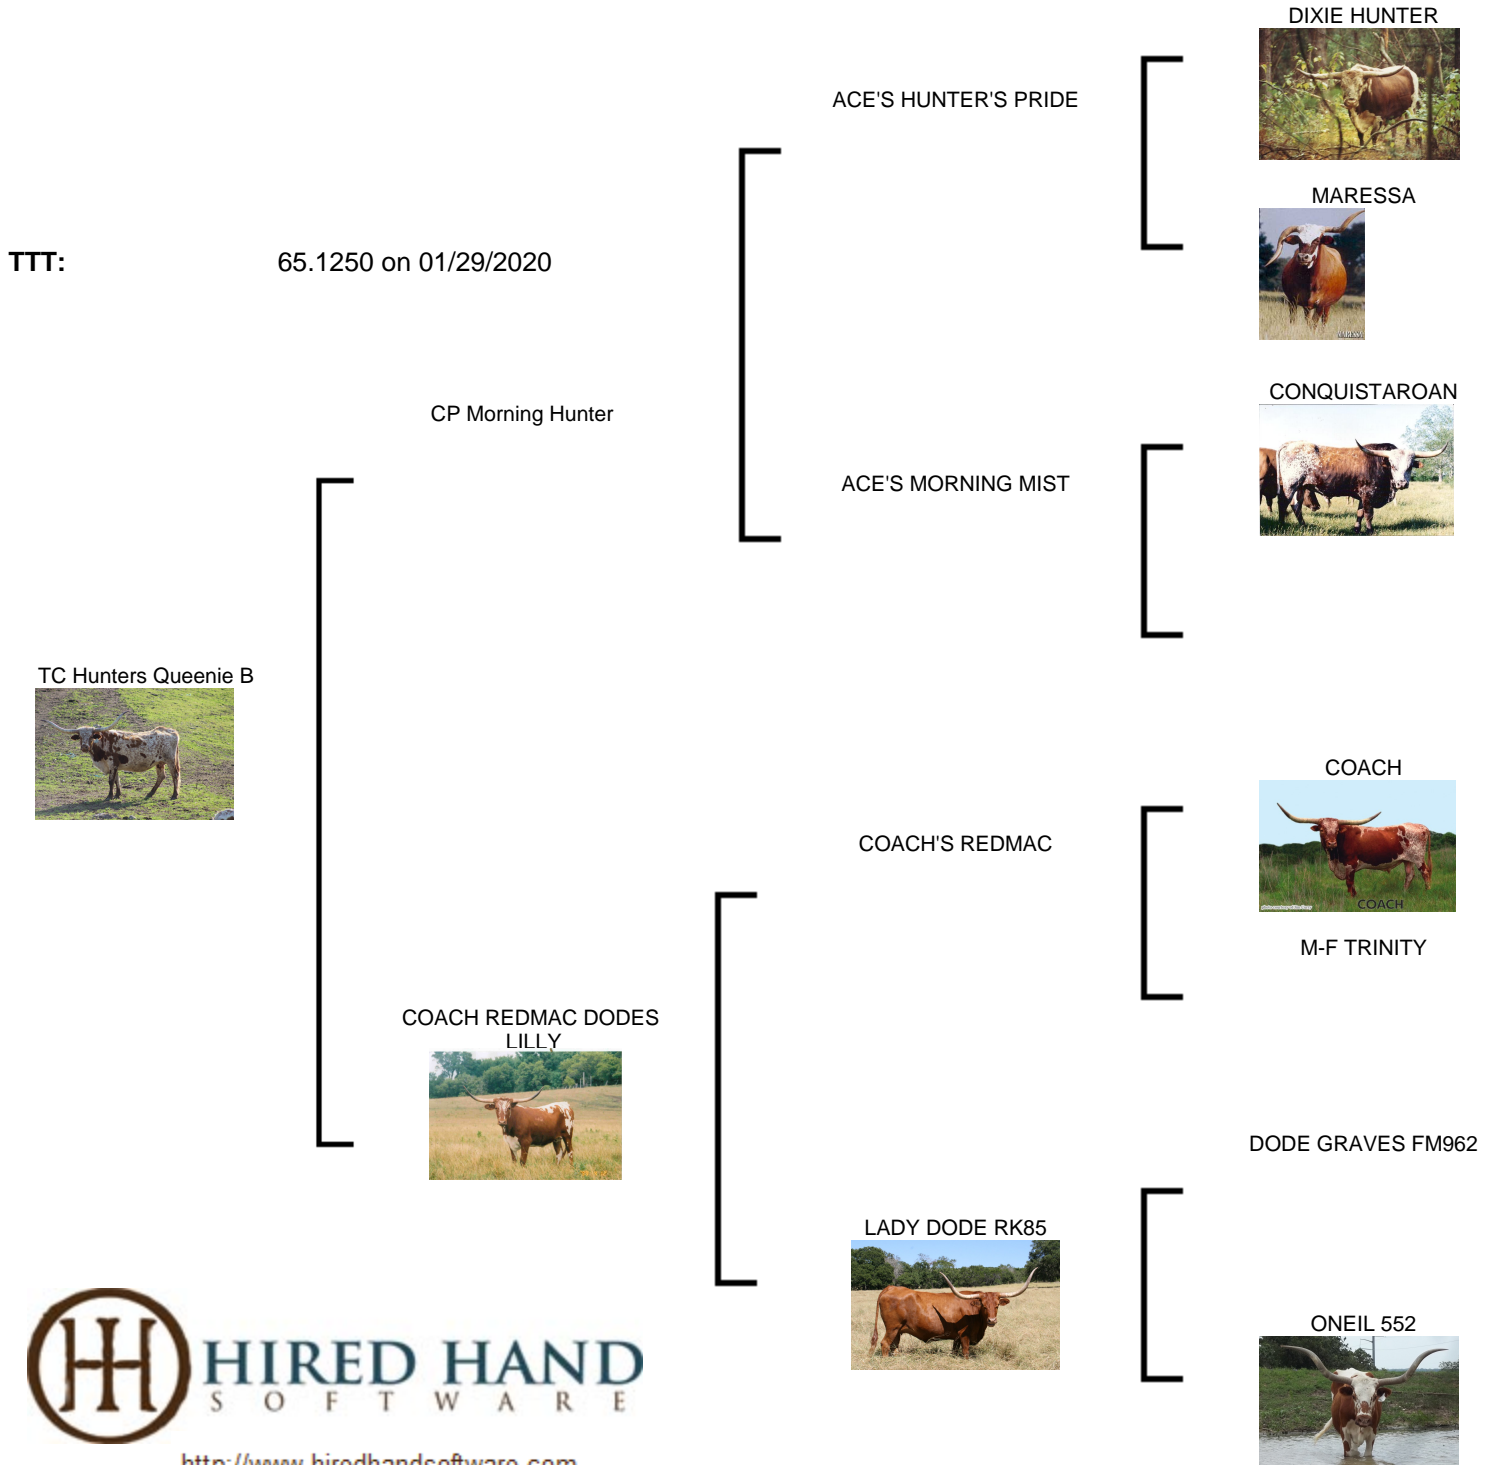 DIXIE HUNTER
ACE'S HUNTER'S PRIDE
MARESSA
TTT: 65.1250 on 01/29/2020
CONQUISTAROAN
CP Morning Hunter
ACE'S MORNING MIST
TC Hunters Queenie B
COACH
COACH'S REDMAC
COACH
M-F TRINITY
COACH REDMAC DODES
LILLY
DODE GRAVES FM962
LADY DODE RK85
ONEIL 552
HIRED HAND
SOFTWARE
http://www.hiredhandsoftware.com